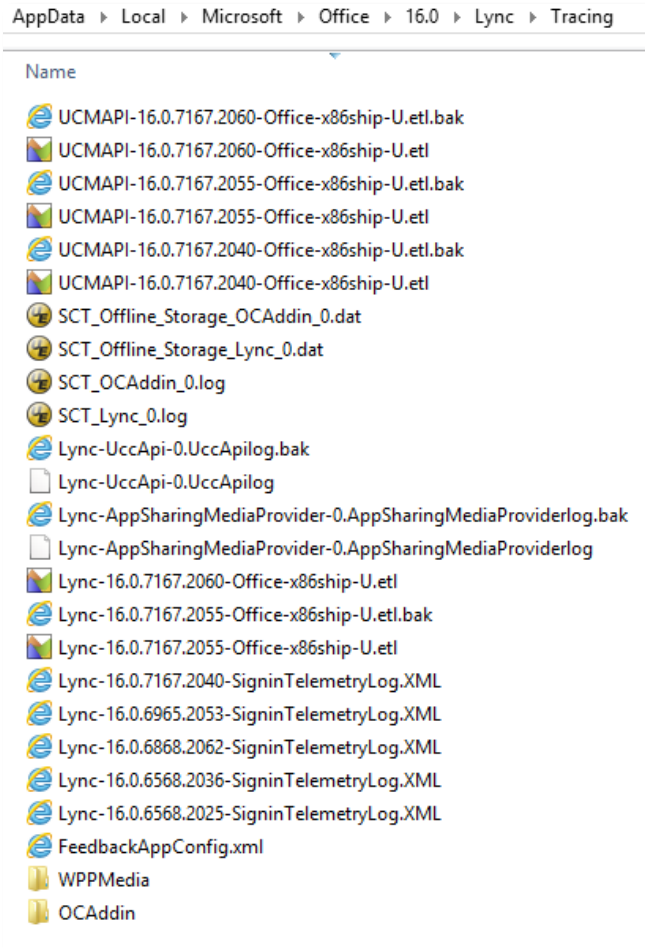 AppData ▸ Local ▸ Microsoft ▸ Office ▸ 16.0 ▸ Lync ▸ Tracing
Name
UCMAPI-16.0.7167.2060-Office-x86ship-U.etl.bak
UCMAPI-16.0.7167.2060-Office-x86ship-U.etl
UCMAPI-16.0.7167.2055-Office-x86ship-U.etl.bak
UCMAPI-16.0.7167.2055-Office-x86ship-U.etl
UCMAPI-16.0.7167.2040-Office-x86ship-U.etl.bak
UCMAPI-16.0.7167.2040-Office-x86ship-U.etl
SCT_Offline_Storage_OCAddin_0.dat
SCT_Offline_Storage_Lync_0.dat
SCT_OCAddin_0.log
SCT_Lync_0.log
Lync-UccApi-0.UccApilog.bak
Lync-UccApi-0.UccApilog
Lync-AppSharingMediaProvider-0.AppSharingMediaProviderlog.bak
Lync-AppSharingMediaProvider-0.AppSharingMediaProviderlog
Lync-16.0.7167.2060-Office-x86ship-U.etl
Lync-16.0.7167.2055-Office-x86ship-U.etl.bak
Lync-16.0.7167.2055-Office-x86ship-U.etl
Lync-16.0.7167.2040-SigninTelemetryLog.XML
Lync-16.0.6965.2053-SigninTelemetryLog.XML
Lync-16.0.6868.2062-SigninTelemetryLog.XML
Lync-16.0.6568.2036-SigninTelemetryLog.XML
Lync-16.0.6568.2025-SigninTelemetryLog.XML
FeedbackAppConfig.xml
WPPMedia
OCAddin